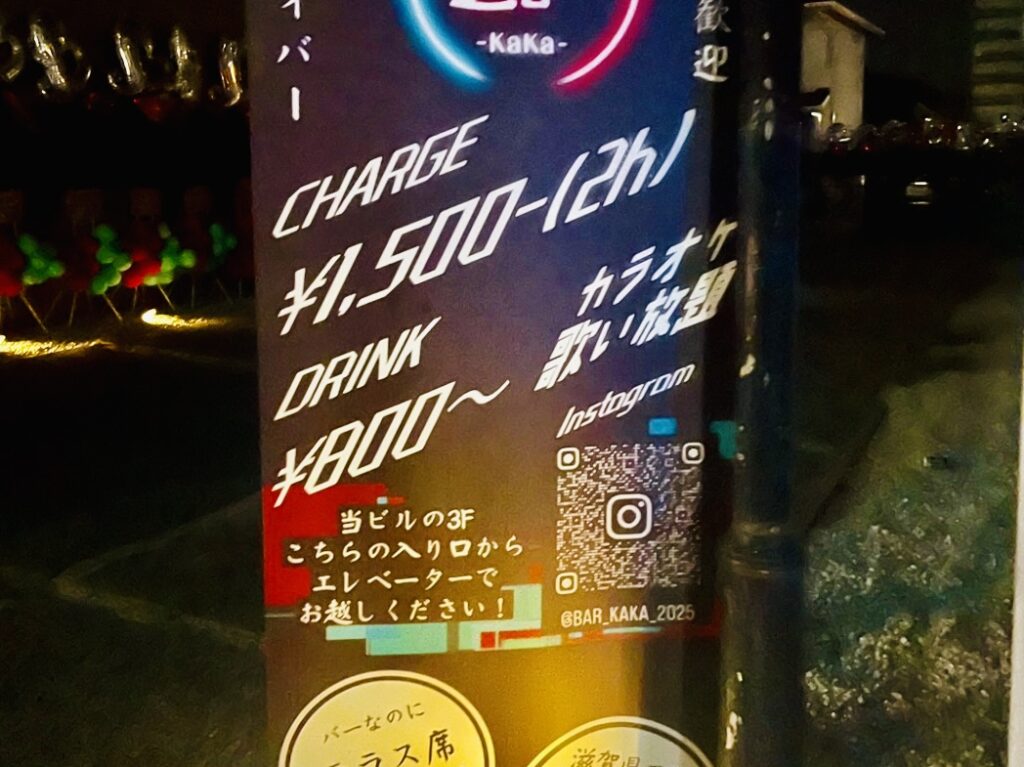 ィバー
-KaKa-
歓迎
CHARGE
¥1,500-(2h)
カラオケ
歌い放題
DRINK
¥800～
Instagram
当ビルの3F
こちらの入り口から
エレベーターで
お越しください！
@BAR_KAKA_2025
バーなのに
ラス席
滋賀県